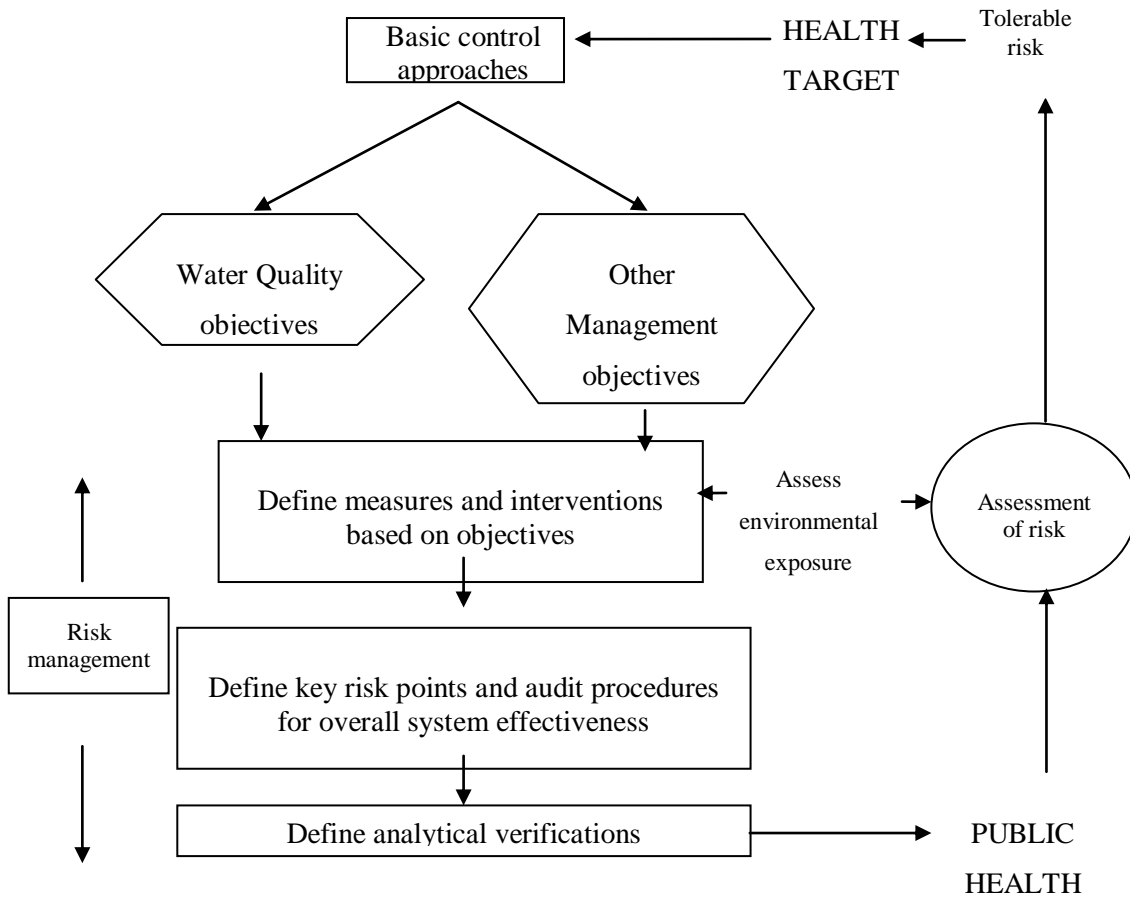 Basic control
approaches
HEALTH
TARGET
Tolerable
risk
Water Quality
objectives
Other
Management
objectives
Define measures and interventions
based on objectives
Assess
environmental
exposure
Assessment
of risk
Risk
management
Define key risk points and audit procedures
for overall system effectiveness
Define analytical verifications
PUBLIC
HEALTH